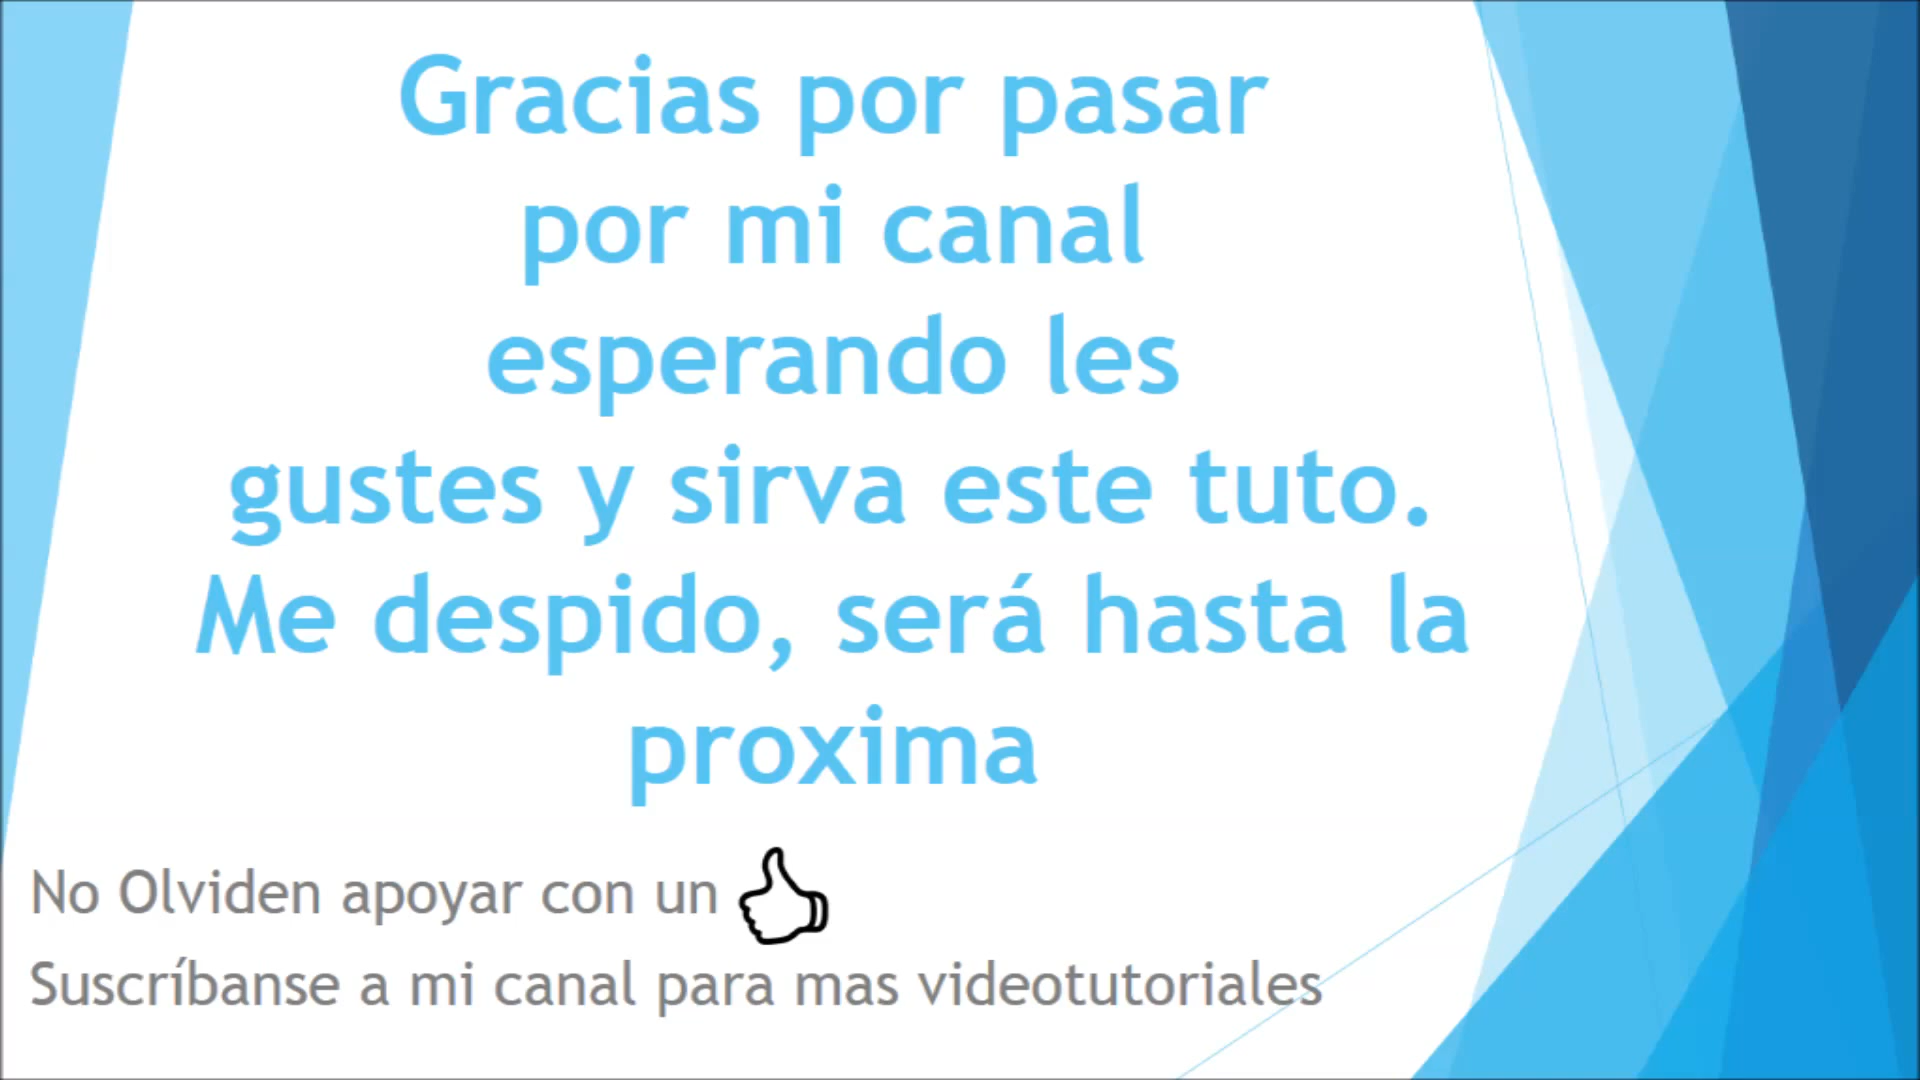 Gracias por pasar
por mi canal
esperando les
gustes y sirva este tuto.
Me despido, será hasta la
proxima
No Olviden apoyar con un
Suscríbanse a mi canal para mas videotutoriales